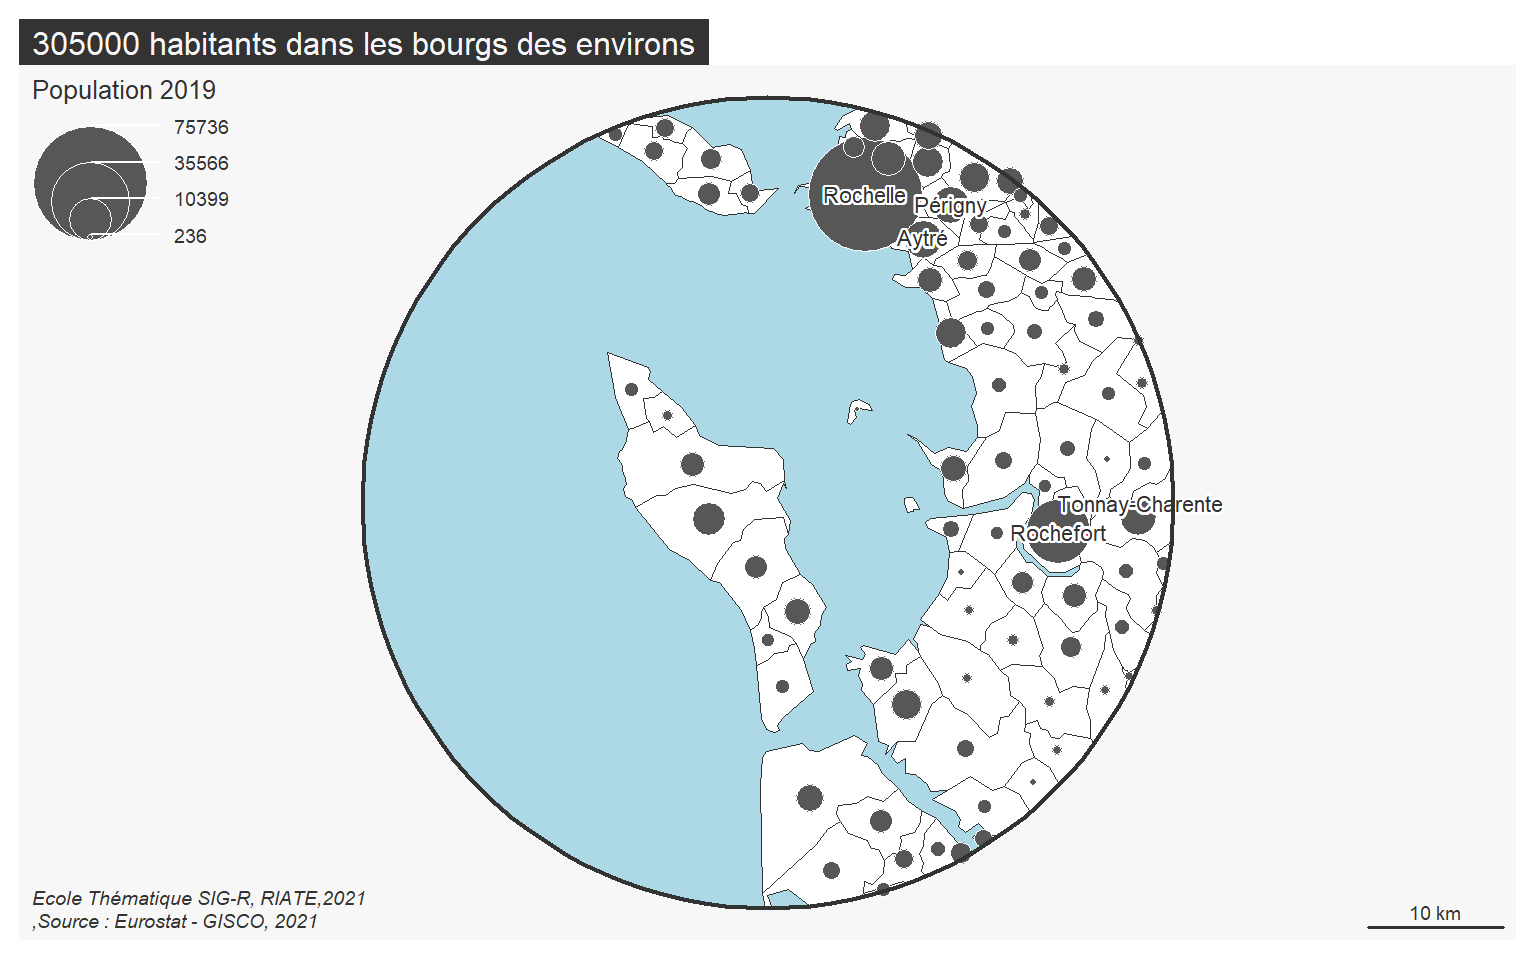 305000 habitants dans les bourgs des environs
Population 2019
75736
35566
10399
236
Rochelle
Périgny
Aytré
Tonnay-Charente
Rochefort
Ecole Thématique SIG-R, RIATE,2021
,Source : Eurostat - GISCO, 2021
10 km